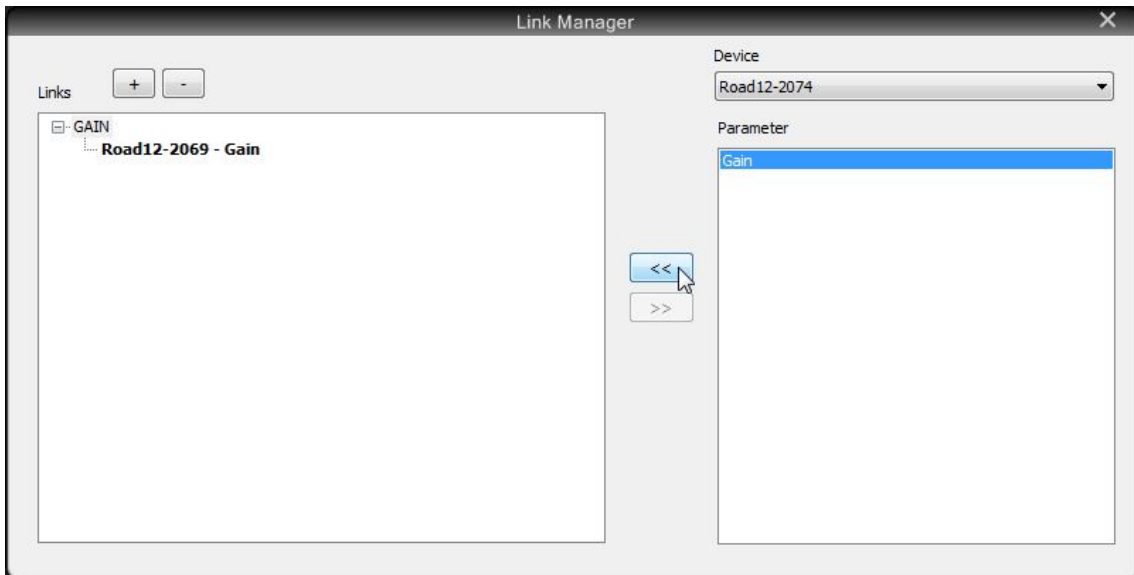 Link Manager
Links
+
-
GAIN
Road12-2069 - Gain
<<
>>
Device
Road12-2074
Parameter
Gain